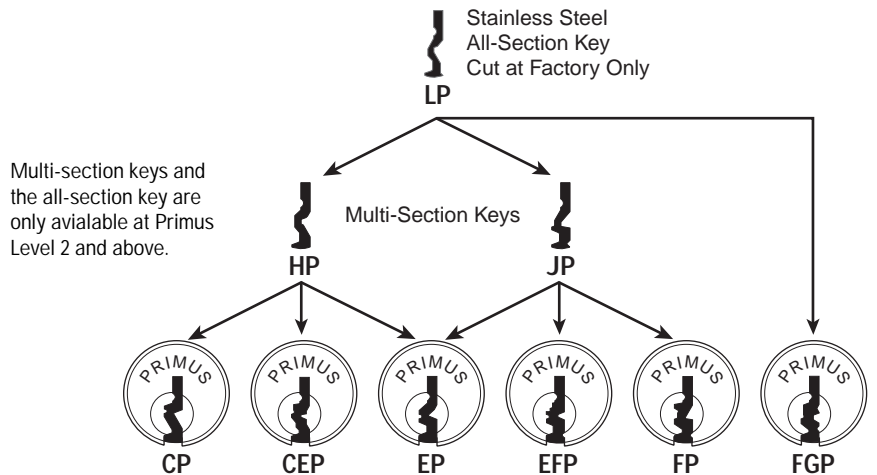 Stainless Steel
All-Section Key
Cut at Factory Only
LP
Multi-section keys and
the all-section key are
only avialable at Primus
Level 2 and above.
Multi-Section Keys
HP
JP
PRIMUS
PRIMUS
PRIMUS
PRIMUS
PRIMUS
PRIMUS
CP
CEP
EP
EFP
FP
FGP